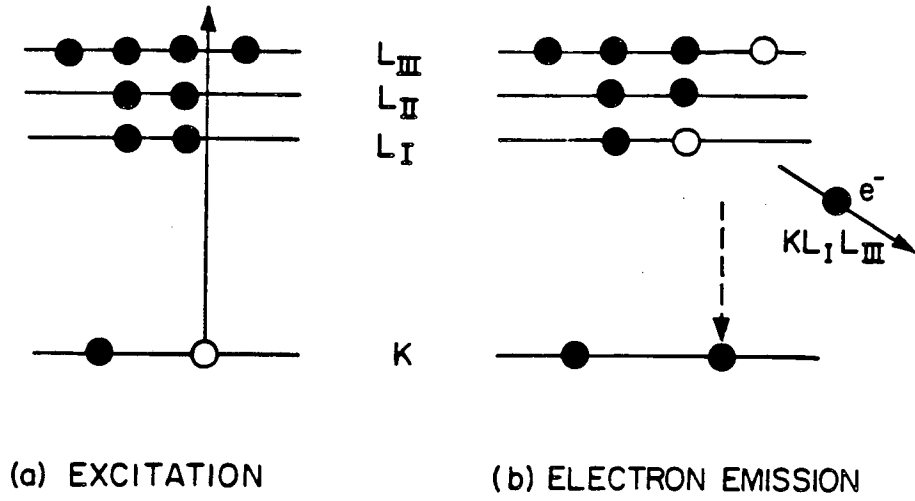 L_III
L_II
L_I
e⁻
KL_I L_III
K
(a) EXCITATION
(b) ELECTRON EMISSION